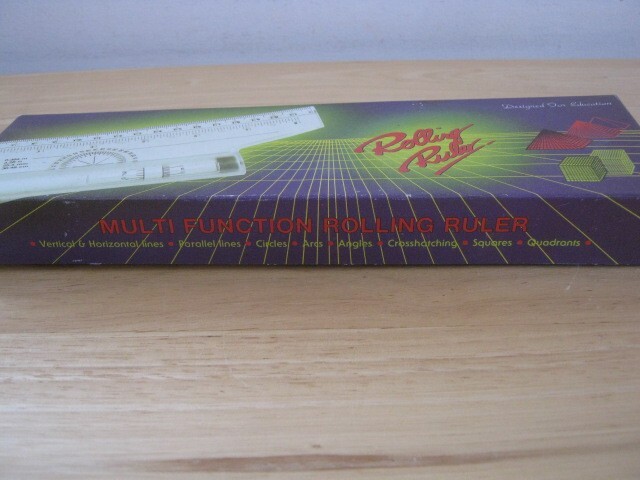 Designed For Education
Rolling
Ruler
MULTI FUNCTION ROLLING RULER
• Vertical & Horizontal lines • Parallel lines • Circles • Arcs • Angles • Crosshatching • Squares • Quadrants •